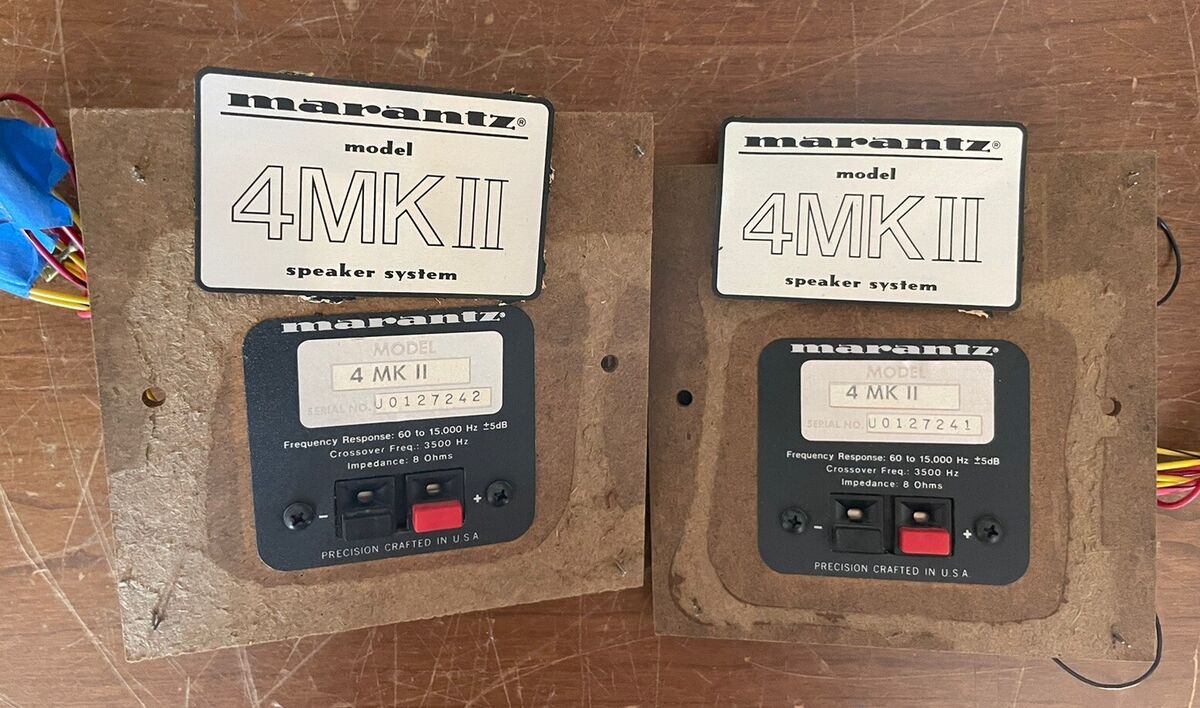 marantz®
model
4MKII
speaker system
marantz®
MODEL
4 MK II
SERIAL NO. U0127242
Frequency Response: 60 to 15,000 Hz ±5dB
Crossover Freq.: 3500 Hz
Impedance: 8 Ohms
- +
PRECISION CRAFTED IN U.S.A.
marantz®
model
4MKII
speaker system
marantz®
MODEL
4 MK II
SERIAL NO. U0127241
Frequency Response: 60 to 15,000 Hz ±5dB
Crossover Freq.: 3500 Hz
Impedance: 8 Ohms
- +
PRECISION CRAFTED IN U.S.A.